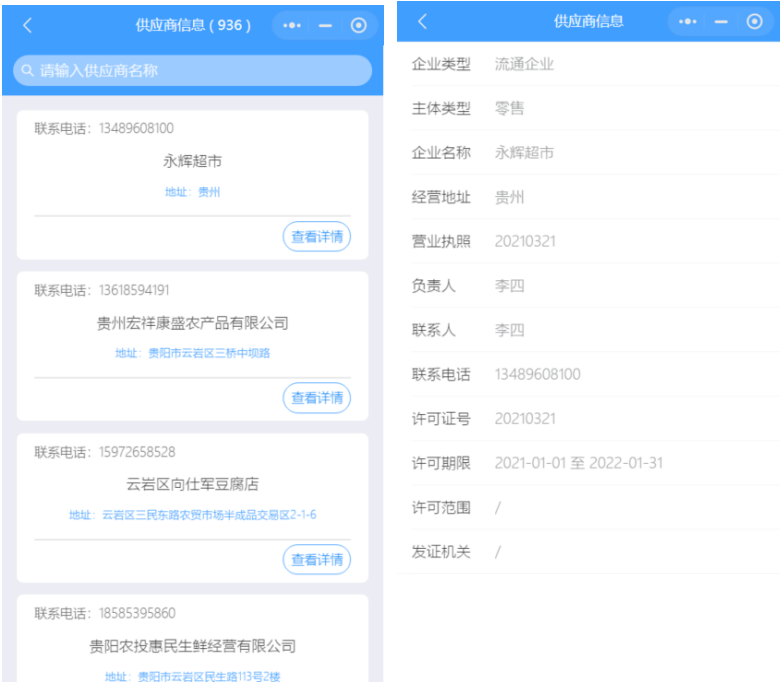 供应商信息（936）
请输入供应商名称
联系电话：13489608100
永辉超市
地址：贵州
查看详情
联系电话：13618594191
贵州宏祥康盛农产品有限公司
地址：贵阳市云岩区三桥中坝路
查看详情
联系电话：15972658528
云岩区向仕军豆腐店
地址：云岩区三民东路农贸市场半成品交易区2-1-6
查看详情
联系电话：18585395860
贵阳农投惠民生鲜经营有限公司
地址：贵阳市云岩区民生路113号2楼
供应商信息
企业类型 流通企业
主体类型 零售
企业名称 永辉超市
经营地址 贵州
营业执照 20210321
负责人 李四
联系人 李四
联系电话 13489608100
许可证号 20210321
许可期限 2021-01-01 至 2022-01-31
许可范围 /
发证机关 /